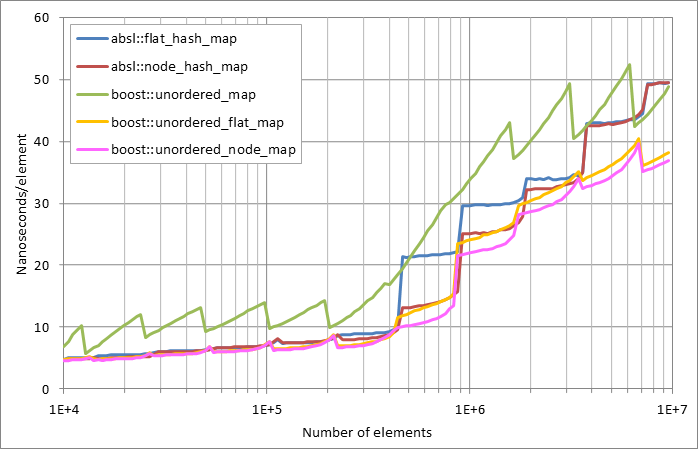 60
50
40
30
20
10
0
Nanoseconds/element
absl::flat_hash_map
absl::node_hash_map
boost::unordered_map
boost::unordered_flat_map
boost::unordered_node_map
1E+4 1E+5 1E+6 1E+7
Number of elements